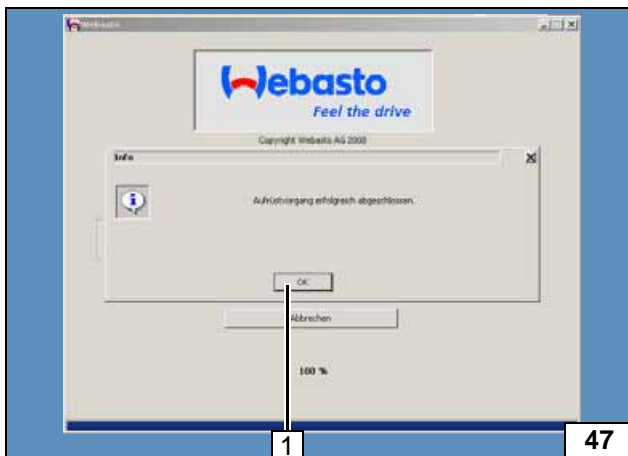 Webasto
Webasto
Feel the drive
Copyright Webasto AG 2008
Info
Aufrüstvorgang erfolgreich abgeschlossen.
OK
Abbrechen
100 %
1
47